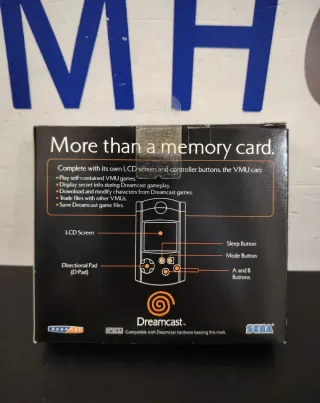 MH
More than a memory card.
Complete with its own LCD screen and controller buttons, the VMU can:
• Play self-contained VMU games.
• Display secret info during Dreamcast gameplay.
• Download and modify characters from Dreamcast games.
• Trade files with other VMUs.
• Save Dreamcast game files.
LCD Screen
Sleep Button
Mode Button
Directional Pad
(D-Pad)
A and B
Buttons
Dreamcast™
Compatible with Dreamcast hardware bearing this mark.
SEGA